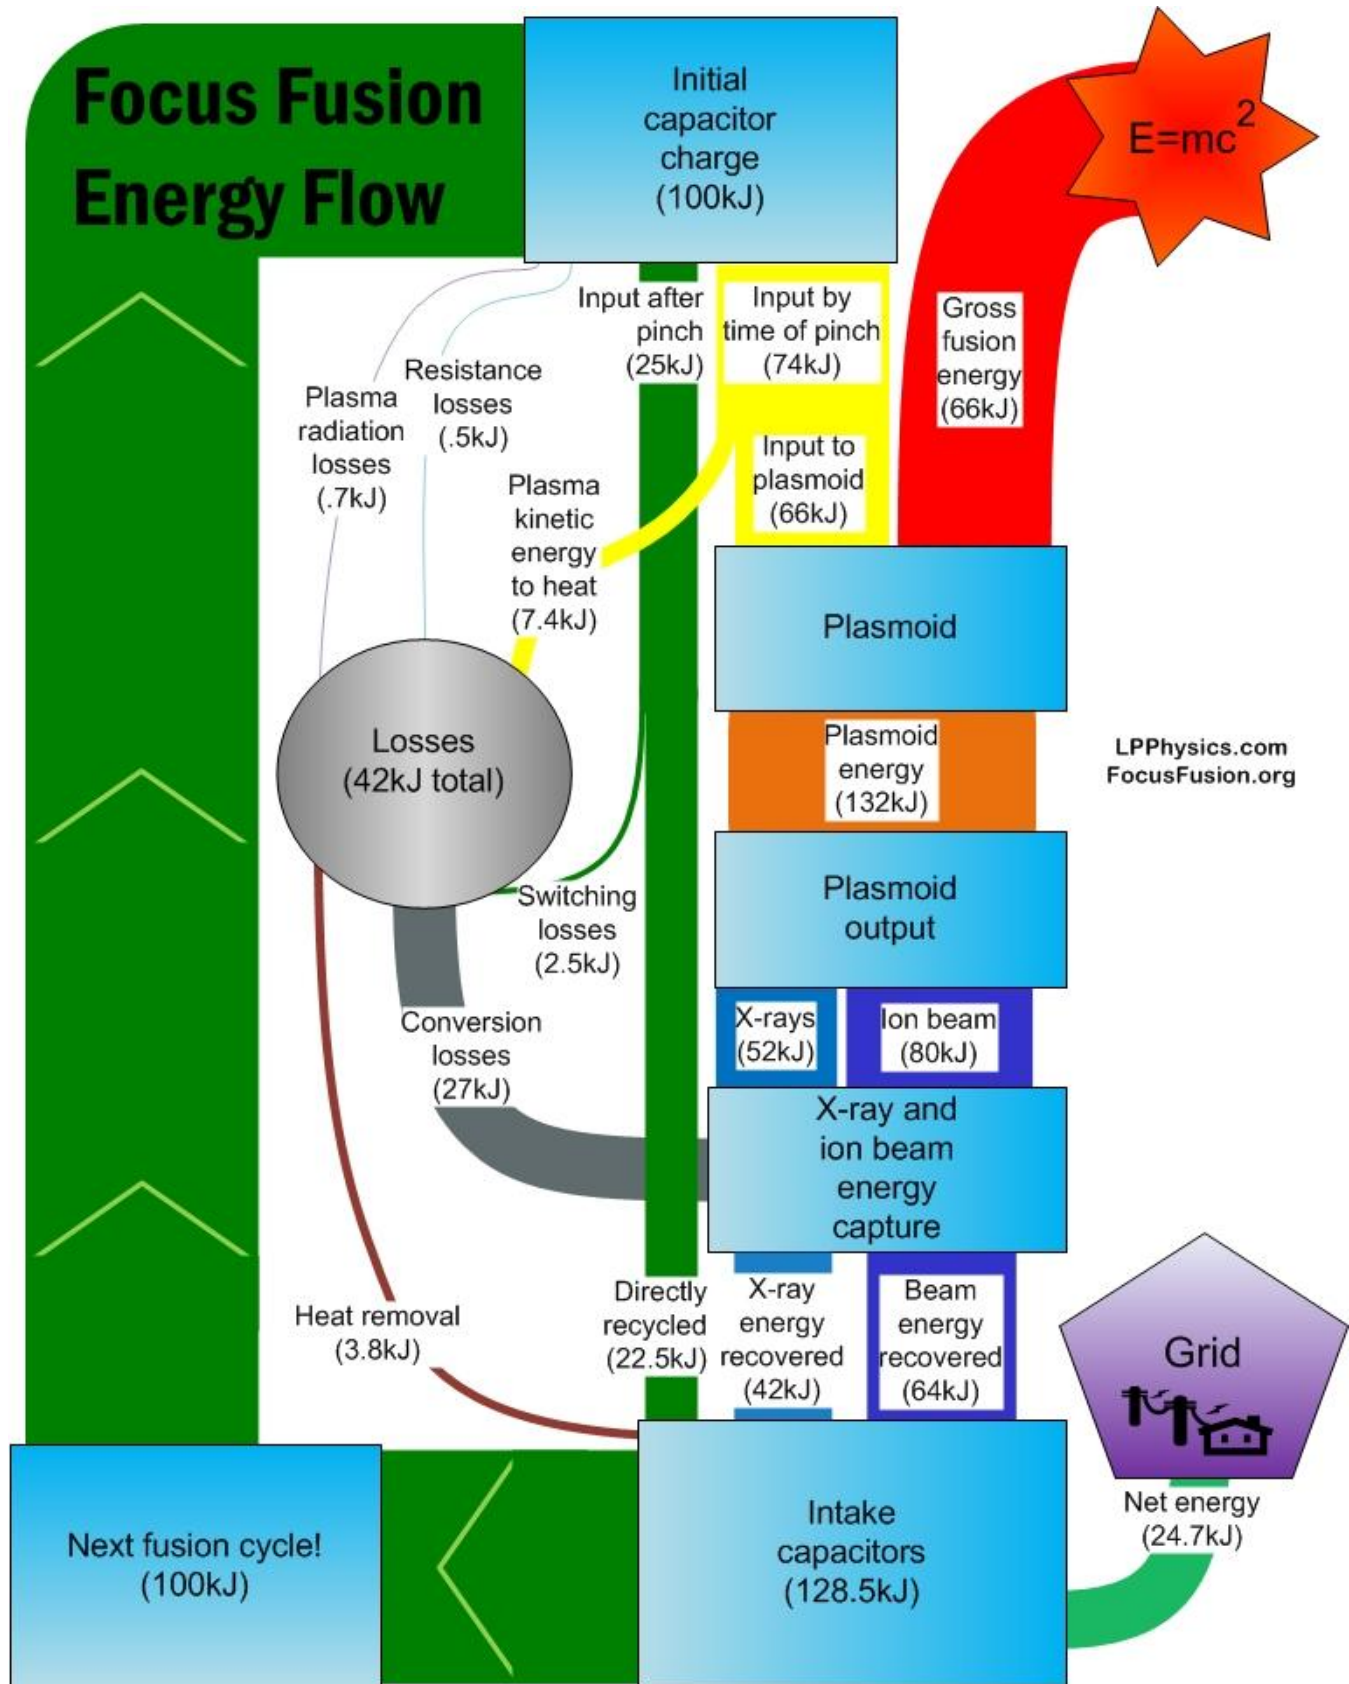 Focus Fusion
Energy Flow
Initial
capacitor
charge
(100kJ)
E=mc²
Input after
pinch
(25kJ)
Input by
time of pinch
(74kJ)
Gross
fusion
energy
(66kJ)
Plasma
radiation
losses
(.7kJ)
Resistance
losses
(.5kJ)
Plasma
kinetic
energy
to heat
(7.4kJ)
Input to
plasmoid
(66kJ)
Plasmoid
Losses
(42kJ total)
Plasmoid
energy
(132kJ)
LPPhysics.com
FocusFusion.org
Plasmoid
output
Switching
losses
(2.5kJ)
X-rays
(52kJ)
Ion beam
(80kJ)
Conversion
losses
(27kJ)
X-ray and
ion beam
energy
capture
Heat removal
(3.8kJ)
Directly
recycled
(22.5kJ)
X-ray
energy
recovered
(42kJ)
Beam
energy
recovered
(64kJ)
Grid
Net energy
(24.7kJ)
Next fusion cycle!
(100kJ)
Intake
capacitors
(128.5kJ)